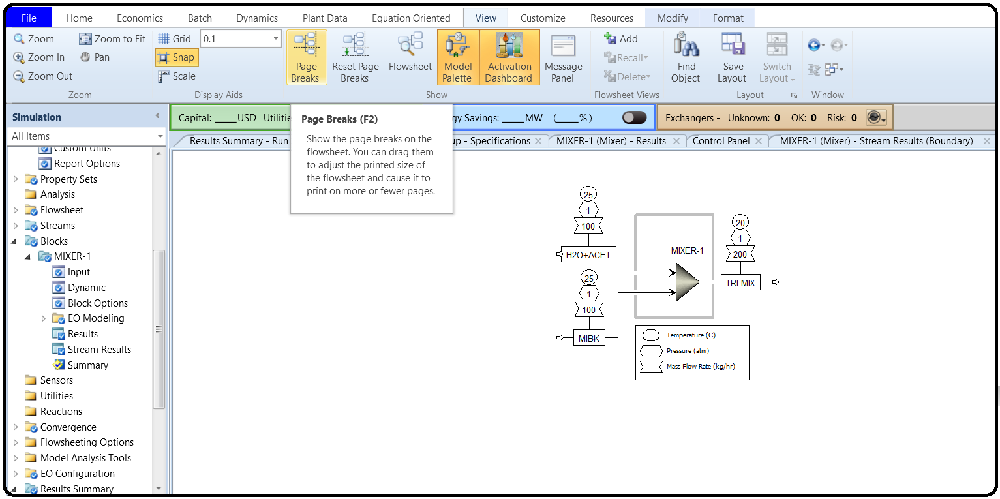 File Home Economics Batch Dynamics Plant Data Equation Oriented View Customize Resources Modify Format
Zoom
Zoom to Fit
Zoom In
Pan
Zoom Out
Zoom
Grid
0.1
Snap
Scale
Display Aids
Page
Breaks
Reset Page
Breaks
Flowsheet
Model
Palette
Activation
Dashboard
Message
Panel
Show
Add
Recall
Delete
Flowsheet Views
Find
Object
Save
Layout
Switch
Layout
Layout
Window
Simulation
All Items
Custom Units
Report Options
Property Sets
Analysis
Flowsheet
Streams
Blocks
MIXER-1
Input
Dynamic
Block Options
EO Modeling
Results
Stream Results
Summary
Sensors
Utilities
Reactions
Convergence
Flowsheeting Options
Model Analysis Tools
EO Configuration
Results Summary
Capital: ____USD Utilitie
gy Savings: ____MW (____%)
Exchangers - Unknown: 0 OK: 0 Risk: 0
Results Summary - Run
up - Specifications
MIXER-1 (Mixer) - Results
Control Panel
MIXER-1 (Mixer) - Stream Results (Boundary)
Page Breaks (F2)
Show the page breaks on the
flowsheet. You can drag them
to adjust the printed size of
the flowsheet and cause it to
print on more or fewer pages.
25
1
100
H2O+ACET
25
1
100
MIBK
MIXER-1
20
1
200
TRI-MIX
Temperature (C)
Pressure (atm)
Mass Flow Rate (kg/hr)